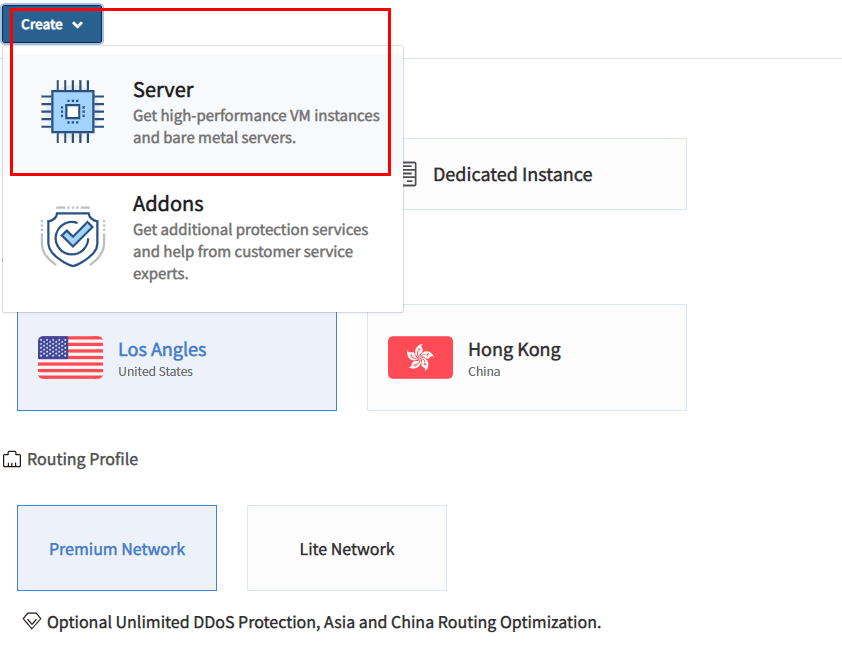 Create
Server
Get high-performance VM instances
and bare metal servers.
Dedicated Instance
Addons
Get additional protection services
and help from customer service
experts.
Los Angles
United States
Hong Kong
China
Routing Profile
Premium Network
Lite Network
Optional Unlimited DDoS Protection, Asia and China Routing Optimization.